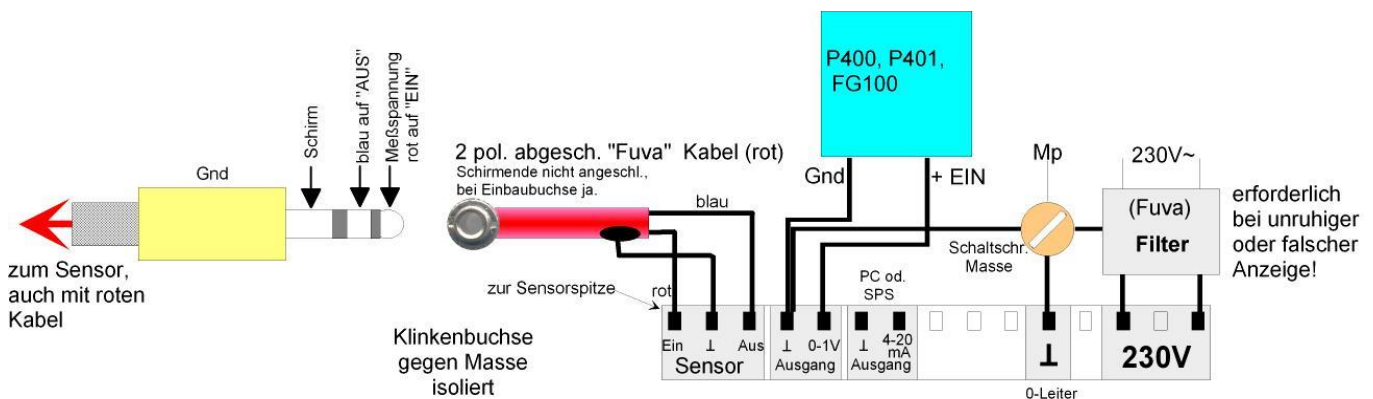 Gnd
Schirm
blau auf "AUS"
Meßspannung
rot auf "EIN"
zum Sensor,
auch mit roten
Kabel
2 pol. abgesch. "Fuva" Kabel (rot)
Schirmende nicht angeschl.,
bei Einbaubuchse ja.
blau
zur Sensorspitze
rot
Klinkenbuchse
gegen Masse
isoliert
P400, P401,
FG100
Gnd
+ EIN
PC od.
SPS
Mp
Schaltschr.
Masse
230V~
(Fuva)
Filter
erforderlich
bei unruhiger
oder falscher
Anzeige!
Ein ⊥ Aus
Sensor
⊥ 0-1V
Ausgang
⊥ 4-20
mA
Ausgang
⊥
0-Leiter
230V